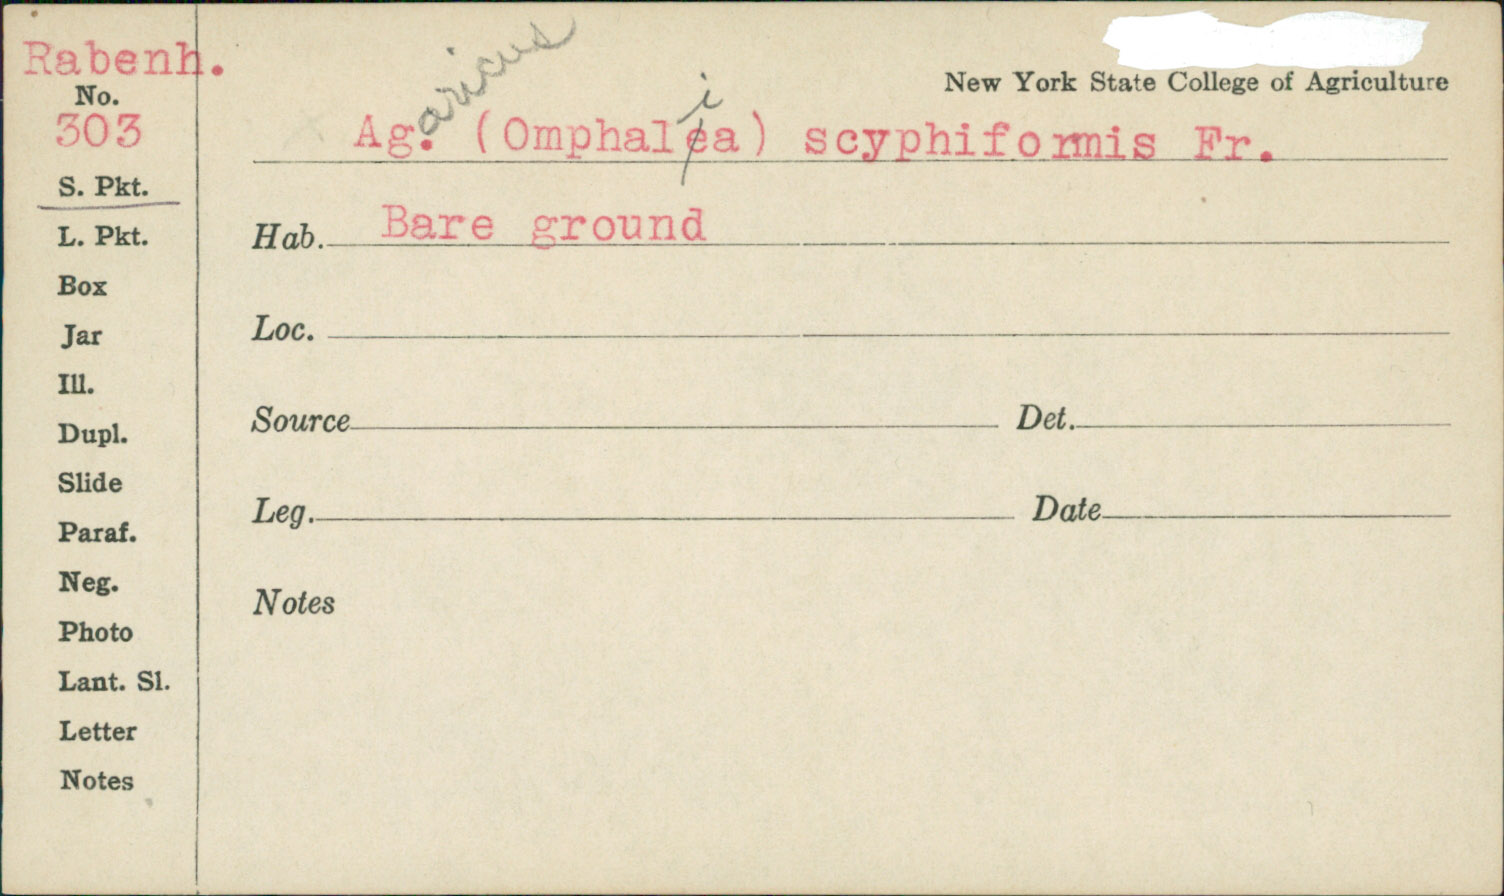 Rabenh.
No.
303
S. Pkt.
L. Pkt.
Box
Jar
Ill.
Dupl.
Slide
Paraf.
Neg.
Photo
Lant. Sl.
Letter
Notes
New York State College of Agriculture
aricus i
Ag. (Omphalea) scyphiformis Fr.
Hab. Bare ground
Loc.
Source Det.
Leg. Date
Notes